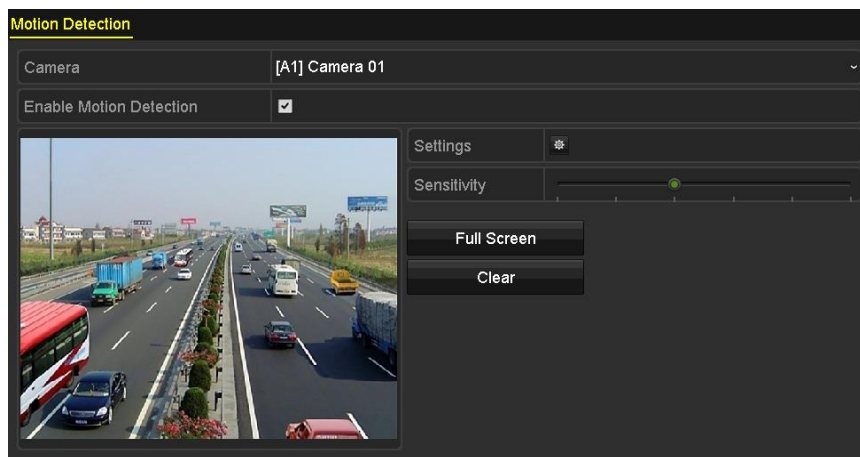 Motion Detection
Camera [A1] Camera 01
Enable Motion Detection
Settings
Sensitivity
Full Screen
Clear